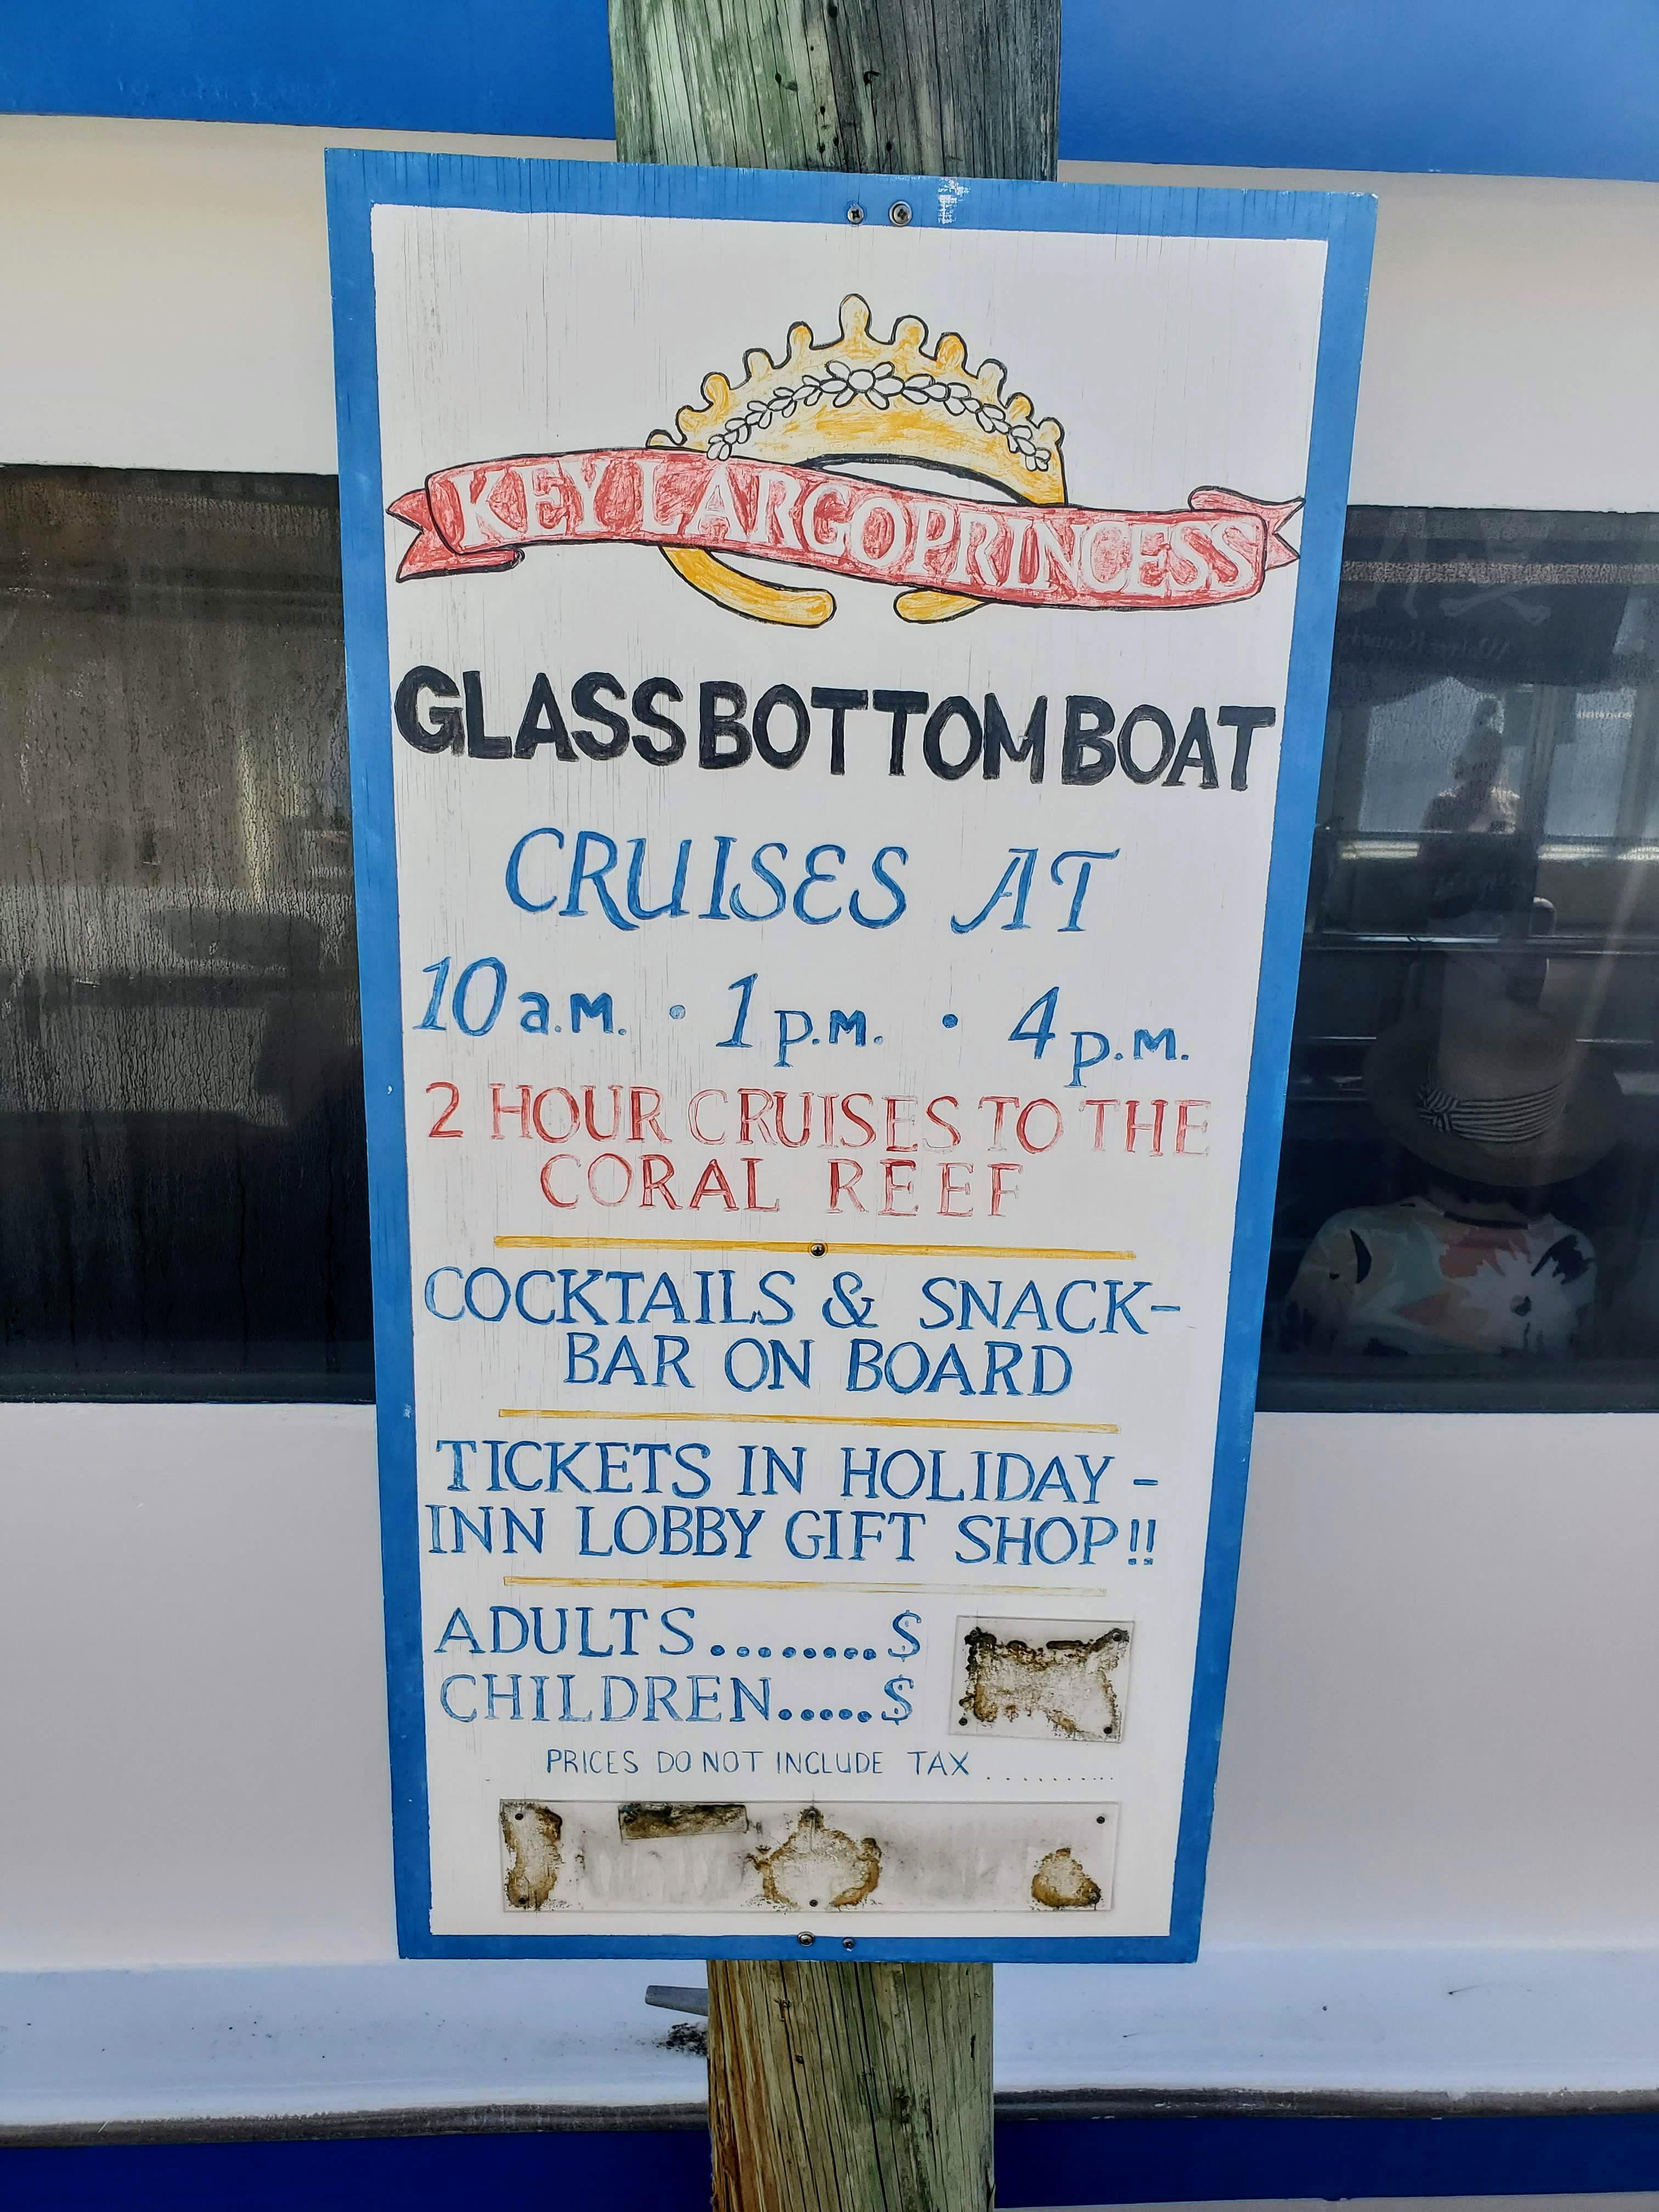 KEY LARGO PRINCESS
GLASS BOTTOM BOAT
CRUISES AT
10 a.M. • 1 p.M. • 4 p.M.
2 HOUR CRUISES TO THE
CORAL REEF
COCKTAILS & SNACK-
BAR ON BOARD
TICKETS IN HOLIDAY -
INN LOBBY GIFT SHOP!!
ADULTS.........$
CHILDREN......$
PRICES DO NOT INCLUDE TAX ..........